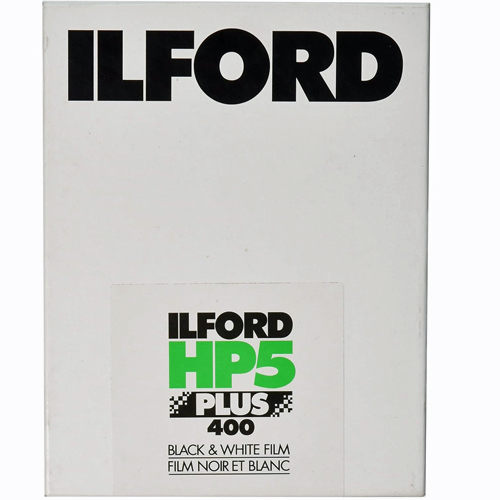 ILFORD
ILFORD
HP5
PLUS
400
BLACK & WHITE FILM
FILM NOIR ET BLANC